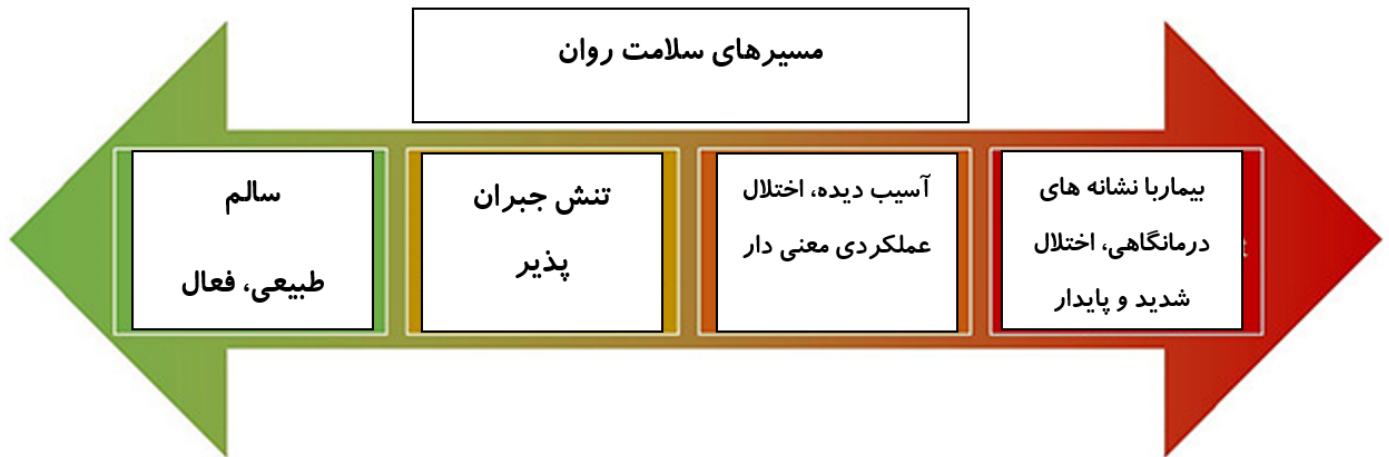 مسیرهای سلامت روان
بیماربا نشانه های
درمانگاهی، اختلال
شدید و پایدار
آسیب دیده، اختلال
عملکردی معنی دار
تنش جبران
پذیر
سالم
طبیعی، فعال